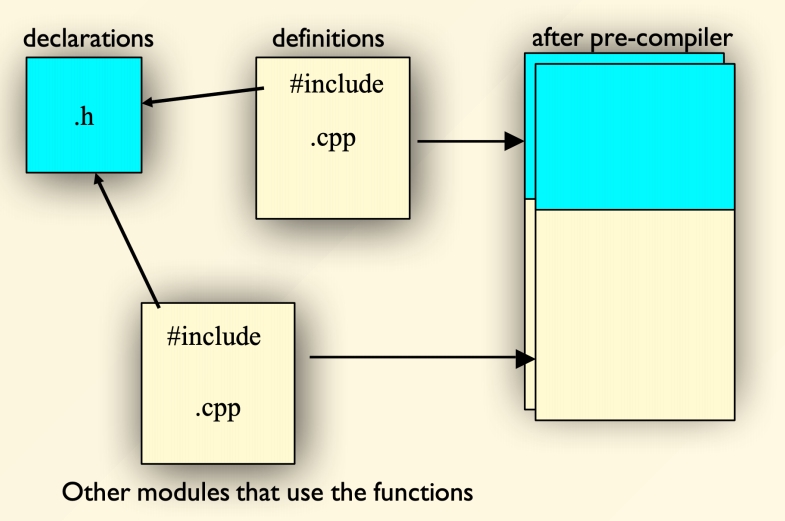 declarations
definitions
after pre-compiler
.h
#include
.cpp
#include
.cpp
Other modules that use the functions